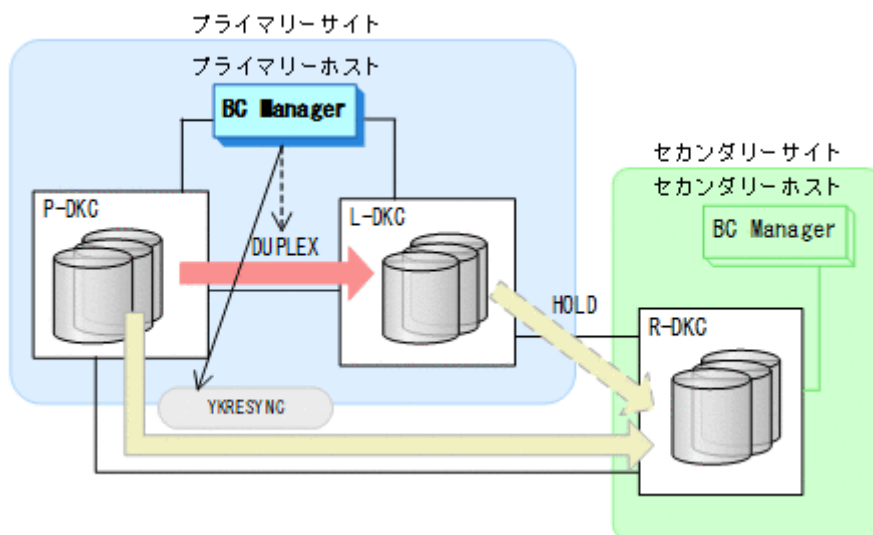 プライマリーサイト
プライマリーホスト
BC Manager
セカンダリーサイト
セカンダリーホスト
P-DKC
L-DKC
BC Manager
DUPLEX
HOLD
R-DKC
YKRESYNC